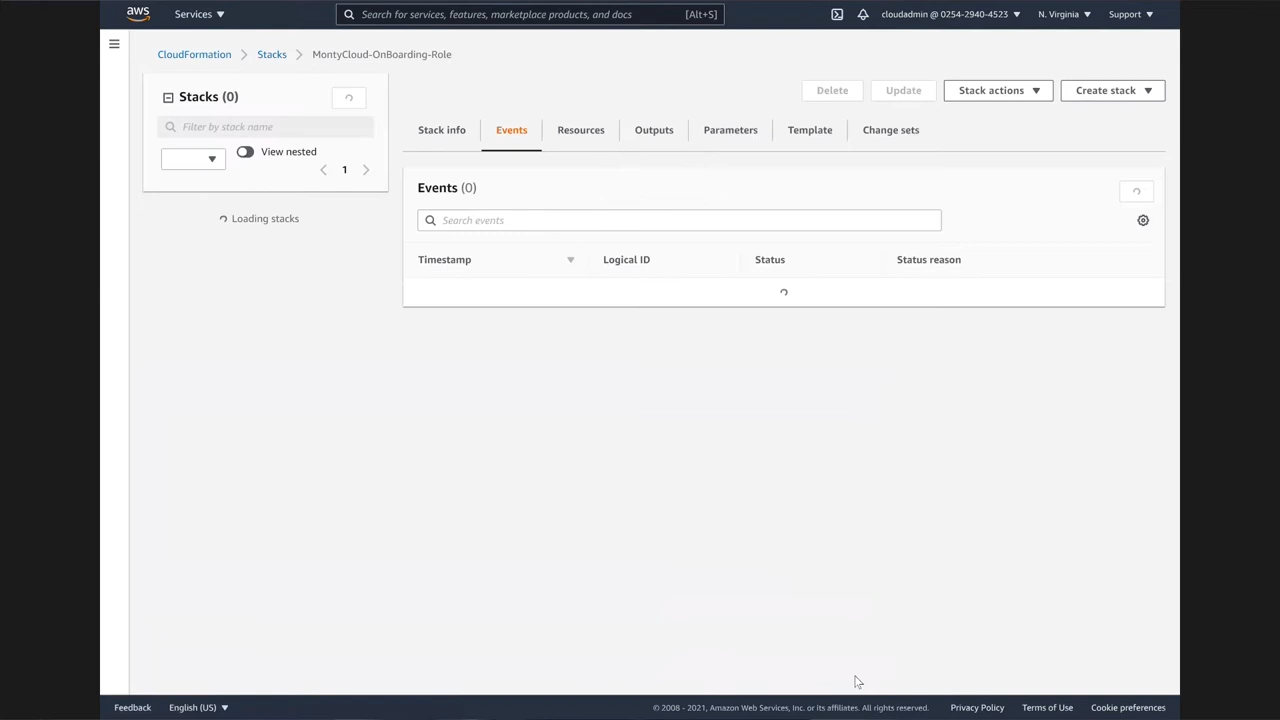 aws
Services
Search for services, features, marketplace products, and docs
[Alt+S]
cloudadmin @ 0254-2940-4523
N. Virginia
Support
CloudFormation
Stacks
MontyCloud-OnBoarding-Role
Stacks (0)
Filter by stack name
View nested
1
Loading stacks
Delete
Update
Stack actions
Create stack
Stack info
Events
Resources
Outputs
Parameters
Template
Change sets
Events (0)
Search events
Timestamp
Logical ID
Status
Status reason
Feedback
English (US)
© 2008 - 2021, Amazon Web Services, Inc. or its affiliates. All rights reserved.
Privacy Policy
Terms of Use
Cookie preferences